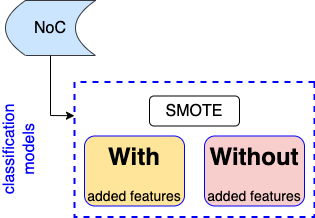 NoC
SMOTE
classification
models
With
added features
Without
added features